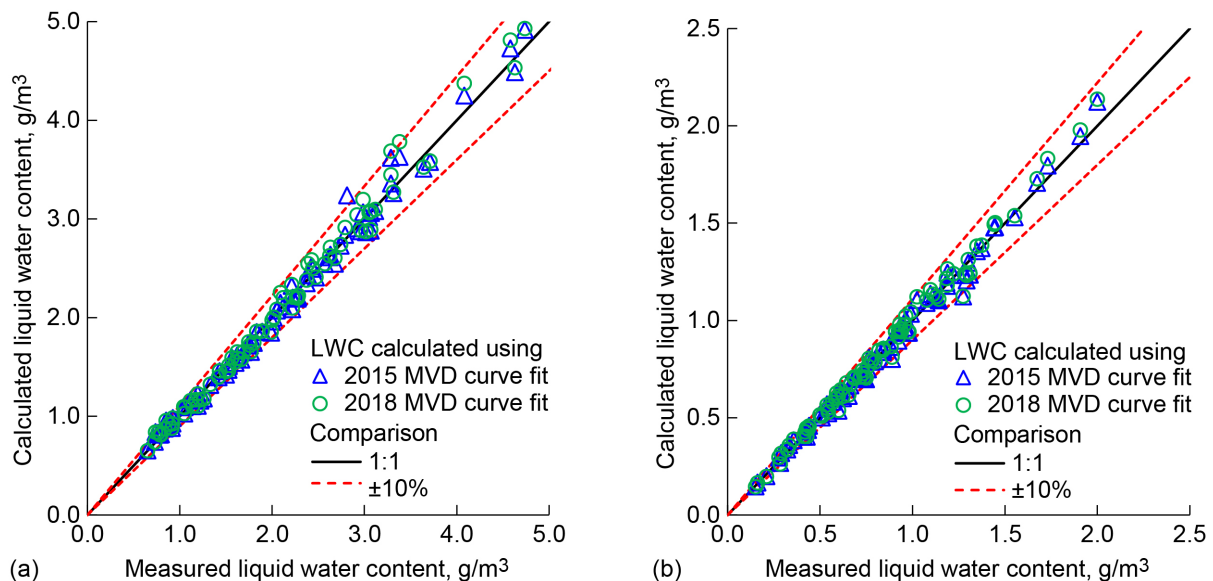 5.0
4.0
3.0
2.0
1.0
0.0
Calculated liquid water content, g/m³
LWC calculated using
2015 MVD curve fit
2018 MVD curve fit
Comparison
1:1
±10%
0.0 1.0 2.0 3.0 4.0 5.0
(a) Measured liquid water content, g/m³
2.5
2.0
1.5
1.0
0.5
0.0
Calculated liquid water content, g/m³
LWC calculated using
2015 MVD curve fit
2018 MVD curve fit
Comparison
1:1
±10%
0.0 0.5 1.0 1.5 2.0 2.5
(b) Measured liquid water content, g/m³